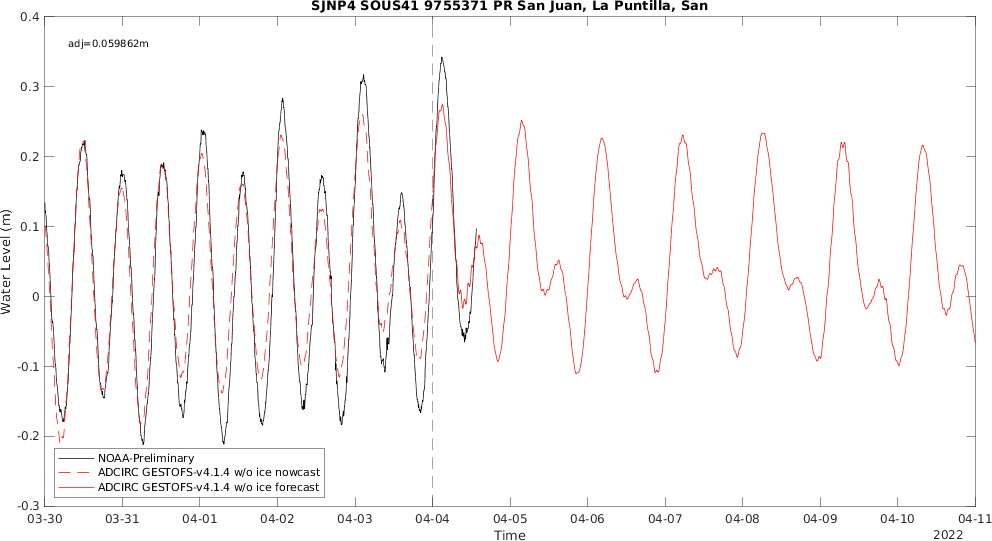 SJNP4 SOUS41 9755371 PR San Juan, La Puntilla, San
adj=0.059862m
0.4
0.3
0.2
0.1
0
-0.1
-0.2
-0.3
Water Level (m)
NOAA-Preliminary
ADCIRC GESTOFS-v4.1.4 w/o ice nowcast
ADCIRC GESTOFS-v4.1.4 w/o ice forecast
03-30 03-31 04-01 04-02 04-03 04-04 04-05 04-06 04-07 04-08 04-09 04-10 04-11
Time
2022